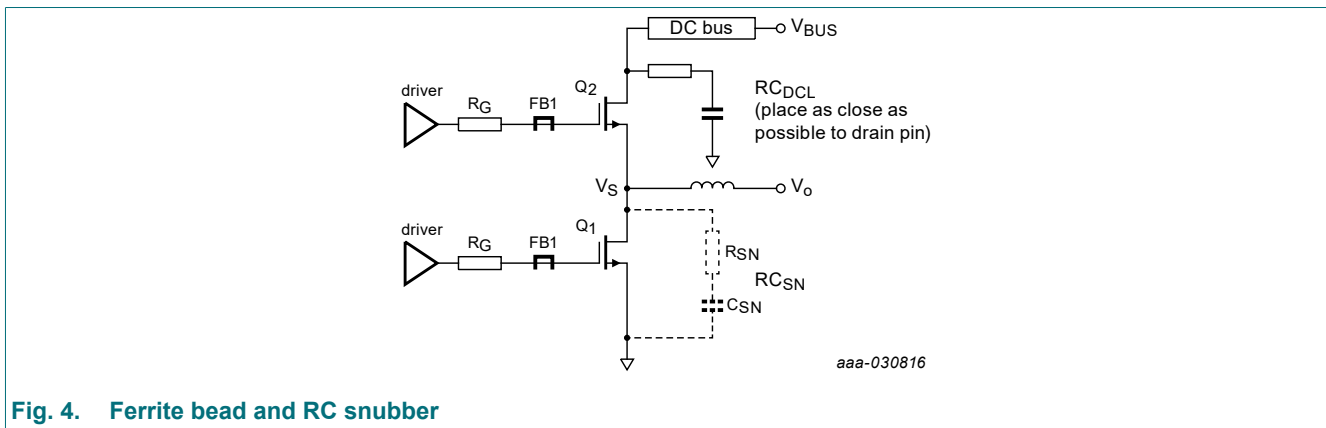 DC bus
VBUS
driver
RG
FB1
Q2
RCDCL
(place as close as
possible to drain pin)
VS
Vo
driver
RG
FB1
Q1
RSN
RCSN
CSN
aaa-030816
Fig. 4. Ferrite bead and RC snubber